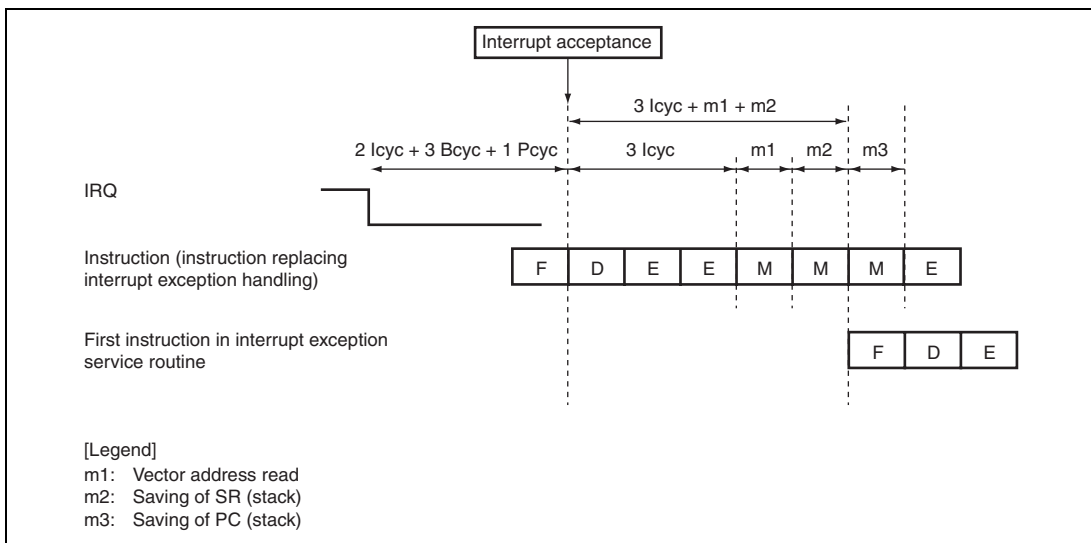 Interrupt acceptance
3 Icyc + m1 + m2
2 Icyc + 3 Bcyc + 1 Pcyc 3 Icyc m1 m2 m3
IRQ
Instruction (instruction replacing
interrupt exception handling)
F D E E M M M E
First instruction in interrupt exception
service routine
F D E
[Legend]
m1: Vector address read
m2: Saving of SR (stack)
m3: Saving of PC (stack)